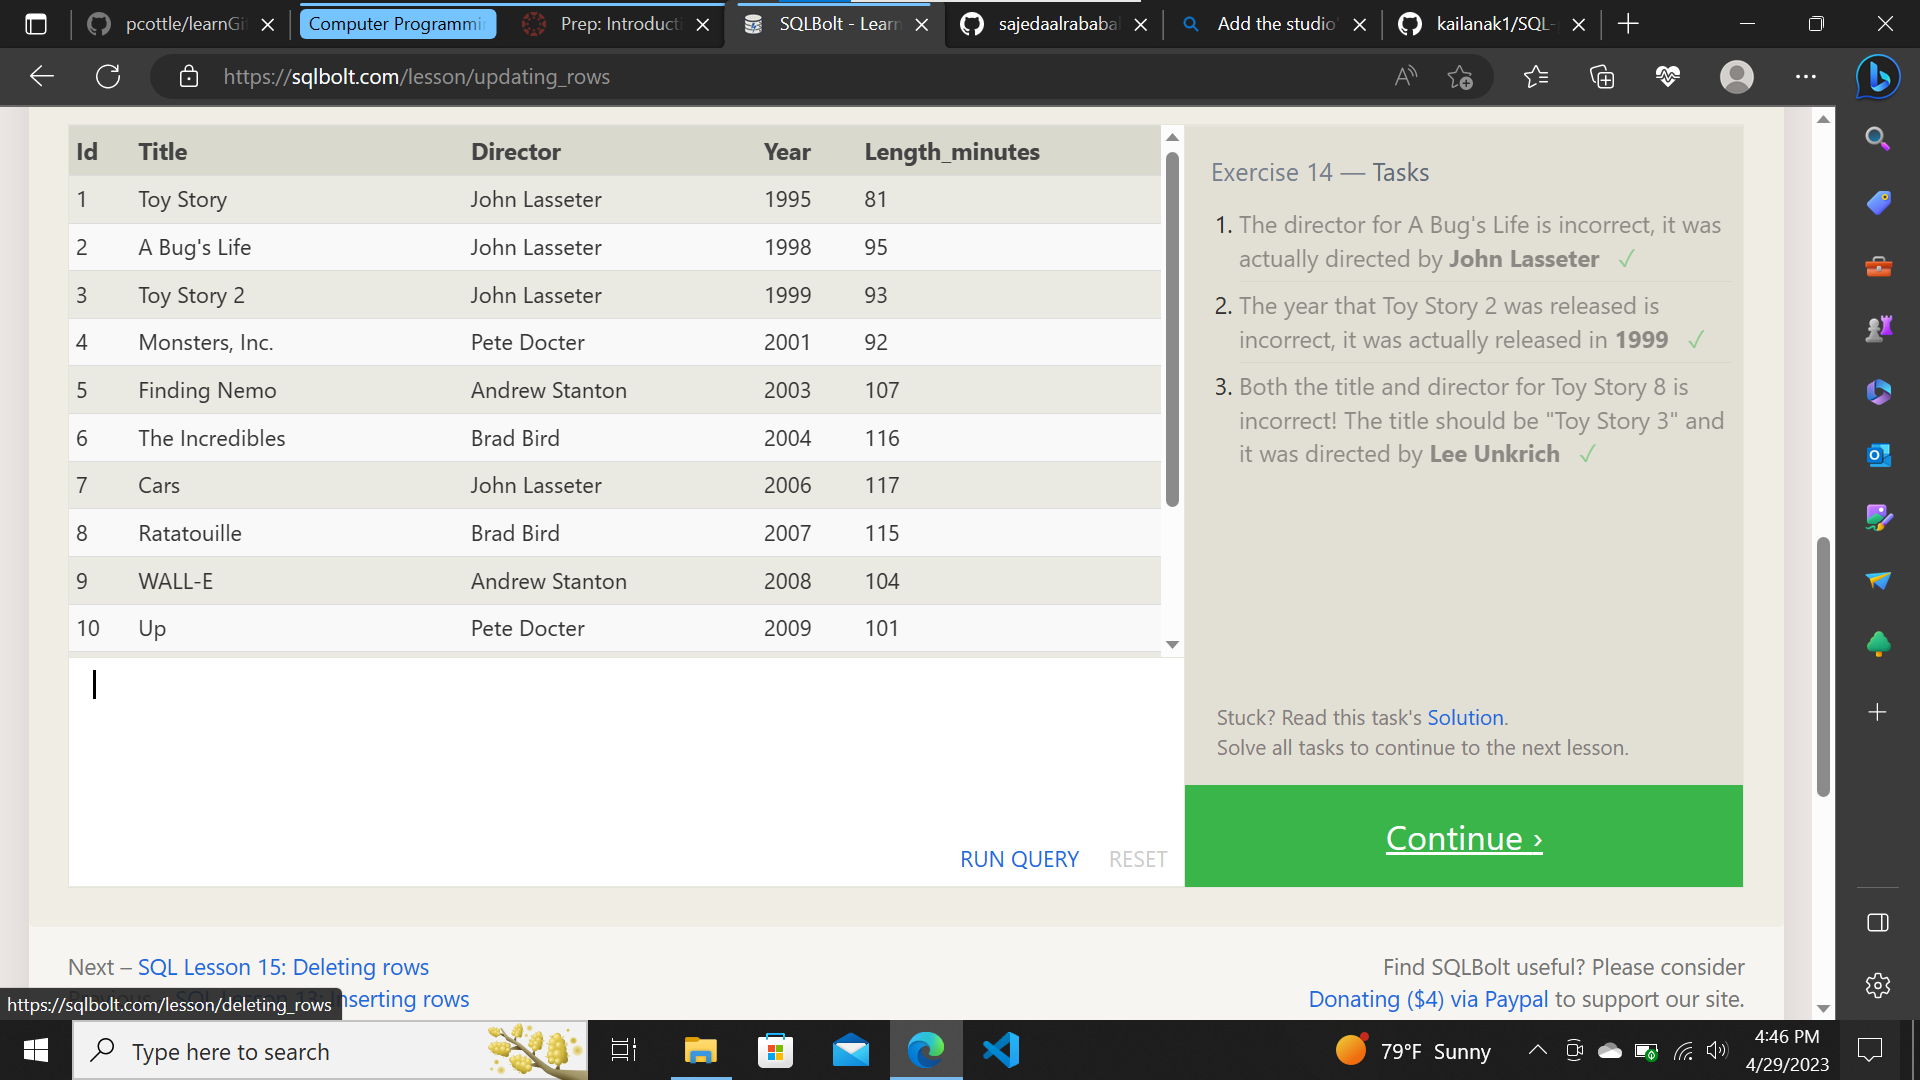 pcottle/learnGi
Computer Programmi
Prep: Introducti
SQLBolt - Learn
sajedaalrababal
Add the studio'
kailanak1/SQL-
https://sqlbolt.com/lesson/updating_rows
Id Title Director Year Length_minutes
1 Toy Story John Lasseter 1995 81
2 A Bug's Life John Lasseter 1998 95
3 Toy Story 2 John Lasseter 1999 93
4 Monsters, Inc. Pete Docter 2001 92
5 Finding Nemo Andrew Stanton 2003 107
6 The Incredibles Brad Bird 2004 116
7 Cars John Lasseter 2006 117
8 Ratatouille Brad Bird 2007 115
9 WALL-E Andrew Stanton 2008 104
10 Up Pete Docter 2009 101
RUN QUERY RESET
Exercise 14 — Tasks
1. The director for A Bug's Life is incorrect, it was
actually directed by John Lasseter ✓
2. The year that Toy Story 2 was released is
incorrect, it was actually released in 1999 ✓
3. Both the title and director for Toy Story 8 is
incorrect! The title should be "Toy Story 3" and
it was directed by Lee Unkrich ✓
Stuck? Read this task's Solution.
Solve all tasks to continue to the next lesson.
Continue ›
Next – SQL Lesson 15: Deleting rows
Inserting rows
Find SQLBolt useful? Please consider
Donating ($4) via Paypal to support our site.
https://sqlbolt.com/lesson/deleting_rows
Type here to search
79°F Sunny
4:46 PM
4/29/2023